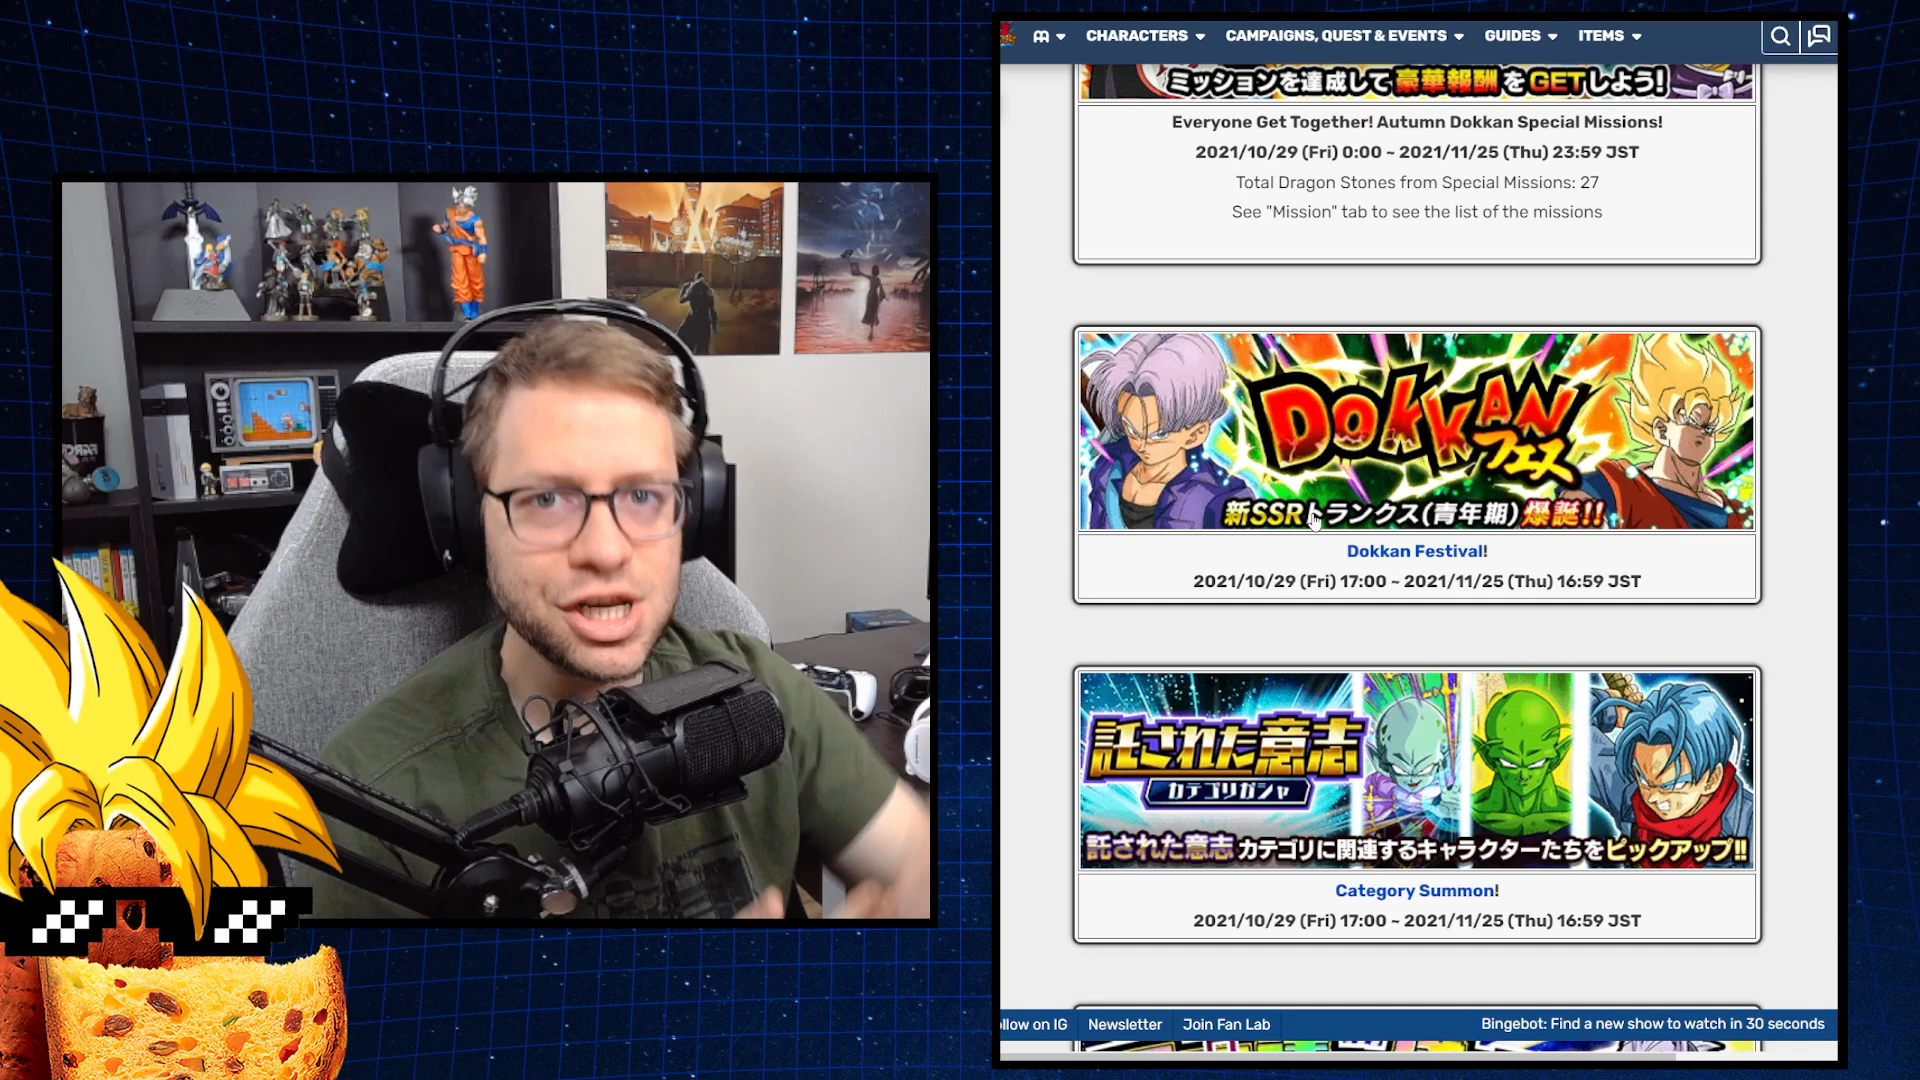 CHARACTERS
CAMPAIGNS, QUEST & EVENTS
GUIDES
ITEMS
ミッションを達成して豪華報酬をGETしよう!
Everyone Get Together! Autumn Dokkan Special Missions!
2021/10/29 (Fri) 0:00 ~ 2021/11/25 (Thu) 23:59 JST
Total Dragon Stones from Special Missions: 27
See "Mission" tab to see the list of the missions
DOKKAN
フェス
新SSRトランクス(青年期)爆誕!!
Dokkan Festival!
2021/10/29 (Fri) 17:00 ~ 2021/11/25 (Thu) 16:59 JST
託された意志
カテゴリガシャ
託された意志カテゴリに関連するキャラクターたちをピックアップ!!
Category Summon!
2021/10/29 (Fri) 17:00 ~ 2021/11/25 (Thu) 16:59 JST
llow on IG
Newsletter
Join Fan Lab
Bingebot: Find a new show to watch in 30 seconds